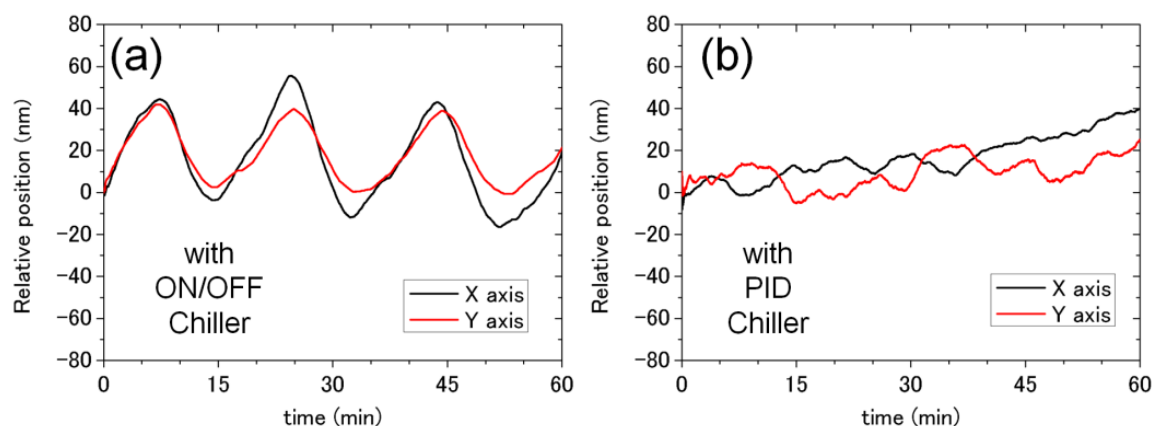 (a)
80
60
40
20
0
−20
−40
−60
−80
Relative position (nm)
with
ON/OFF
Chiller
X axis
Y axis
0
15
30
45
60
time (min)
(b)
80
60
40
20
0
−20
−40
−60
−80
Relative position (nm)
with
PID
Chiller
X axis
Y axis
0
15
30
45
60
time (min)